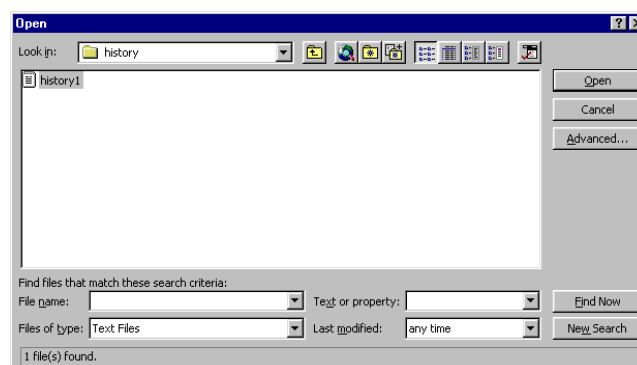 Open
Look in: history
history1
Open
Cancel
Advanced...
Find files that match these search criteria:
File name: Text or property: Find Now
Files of type: Text Files Last modified: any time New Search
1 file(s) found.